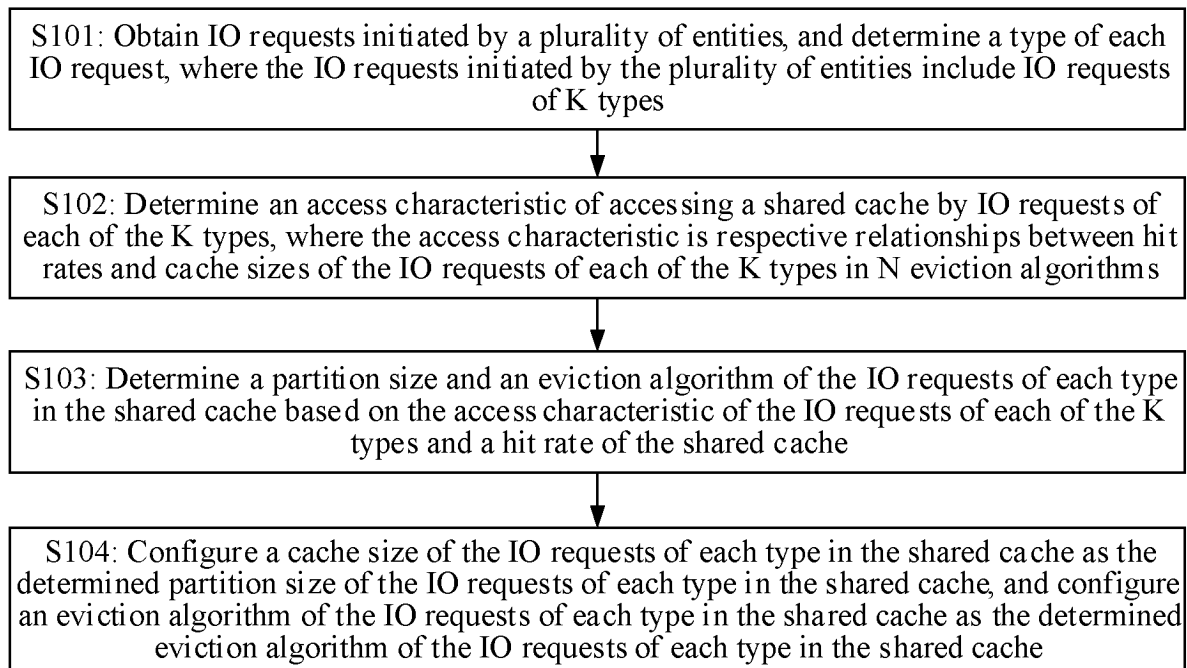 S101: Obtain IO requests initiated by a plurality of entities, and determine a type of each
IO request, where the IO requests initiated by the plurality of entities include IO requests
of K types
S102: Determine an access characteristic of accessing a shared cache by IO requests of
each of the K types, where the access characteristic is respective relationships between hit
rates and cache sizes of the IO requests of each of the K types in N eviction algorithms
S103: Determine a partition size and an eviction algorithm of the IO requests of each type
in the shared cache based on the access characteristic of the IO requests of each of the K
types and a hit rate of the shared cache
S104: Configure a cache size of the IO requests of each type in the shared cache as the
determined partition size of the IO requests of each type in the shared cache, and configure
an eviction algorithm of the IO requests of each type in the shared cache as the determined
eviction algorithm of the IO requests of each type in the shared cache